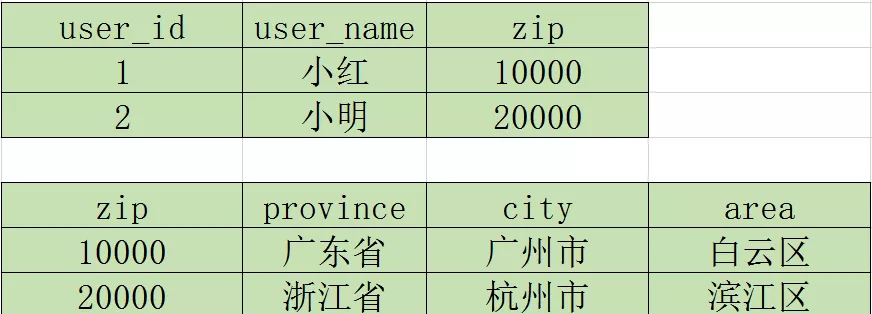 user_id user_name zip
1 小红 10000
2 小明 20000
zip province city area
10000 广东省 广州市 白云区
20000 浙江省 杭州市 滨江区